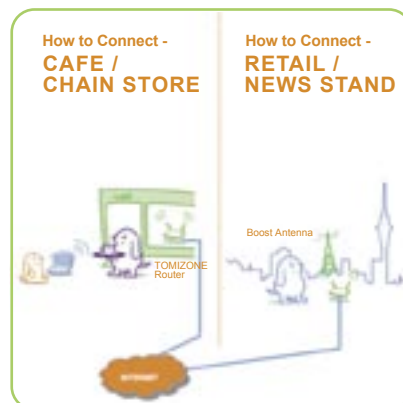 How to Connect -
CAFE /
CHAIN STORE
How to Connect -
RETAIL /
NEWS STAND
TOMIZONE
Router
Boost Antenna
INTERNET